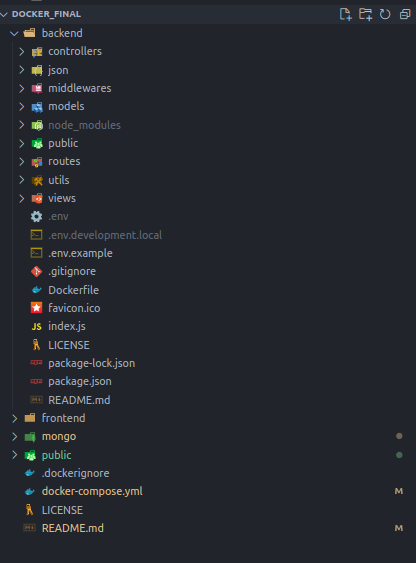 DOCKER_FINAL
backend
controllers
json
middlewares
models
node_modules
public
routes
utils
views
.env
.env.development.local
.env.example
.gitignore
Dockerfile
favicon.ico
JS index.js
LICENSE
package-lock.json
package.json
README.md
frontend
mongo
public
.dockerignore
docker-compose.yml M
LICENSE
README.md M